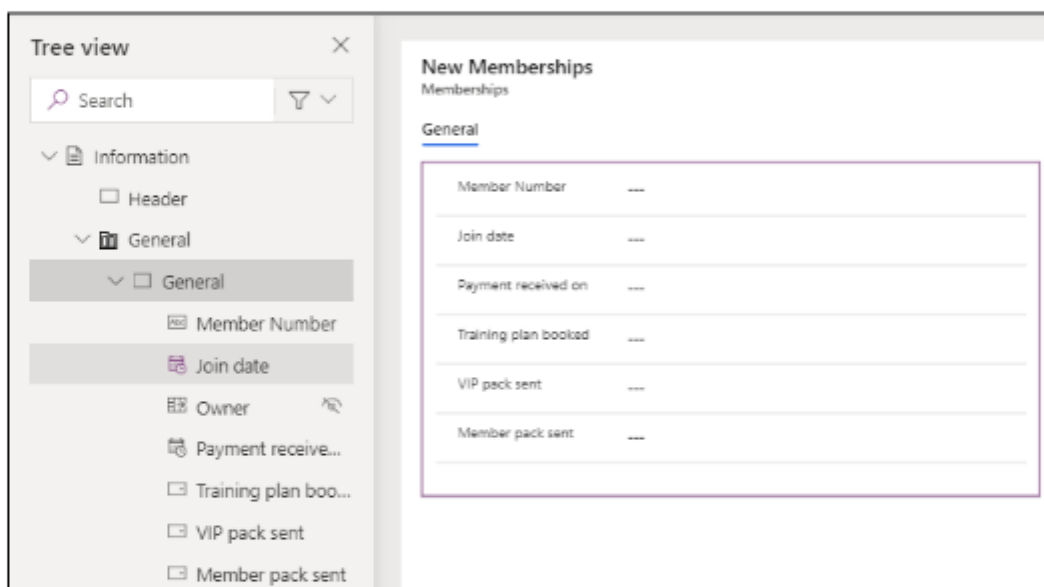 Tree view
Search
Information
Header
General
General
Member Number
Join date
Owner
Payment receive...
Training plan boo...
VIP pack sent
Member pack sent
New Memberships
Memberships
General
Member Number ---
Join date ---
Payment received on ---
Training plan booked ---
VIP pack sent ---
Member pack sent ---